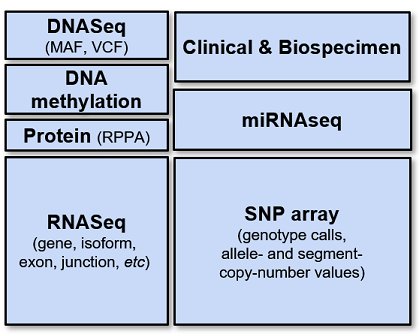 DNASeq
(MAF, VCF)
DNA
methylation
Protein (RPPA)
RNASeq
(gene, isoform,
exon, junction, etc)
Clinical & Biospecimen
miRNAseq
SNP array
(genotype calls,
allele- and segment-
copy-number values)